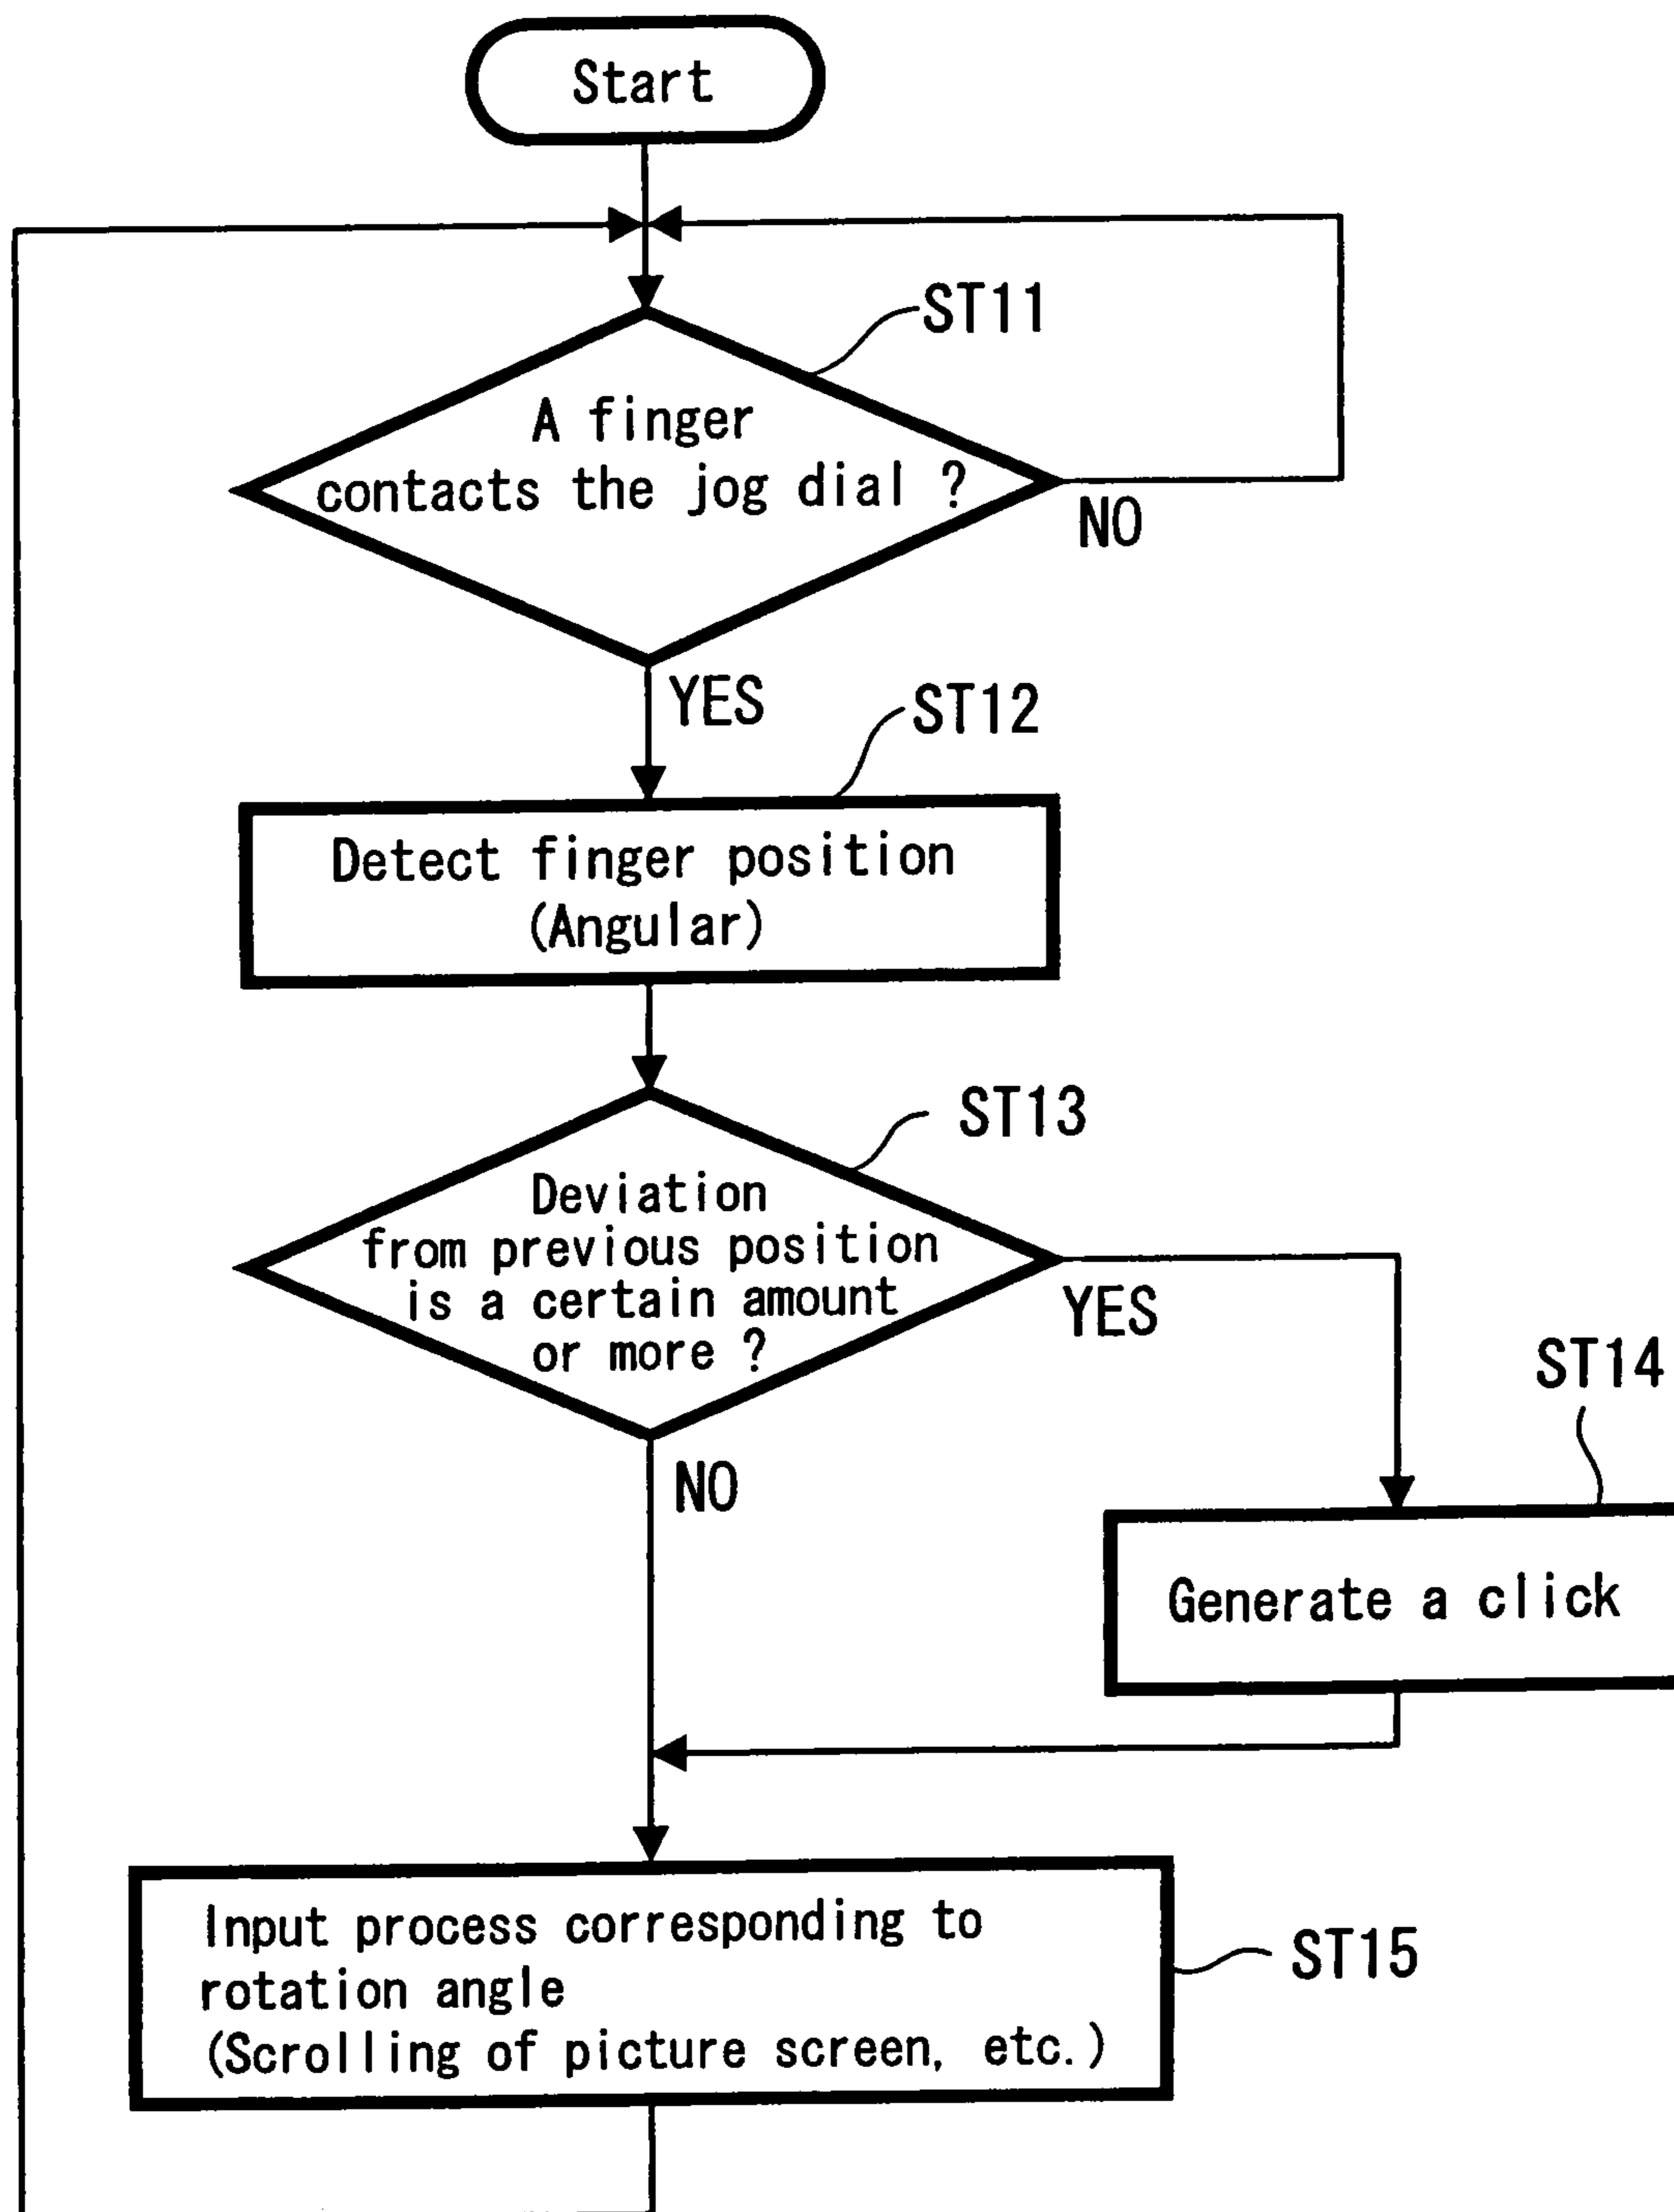 Start
ST11
A finger
contacts the jog dial ?
NO
YES
ST12
Detect finger position
(Angular)
ST13
Deviation
from previous position
is a certain amount
or more ?
YES
ST14
NO
Generate a click
Input process corresponding to
rotation angle
(Scrolling of picture screen, etc.)
ST15